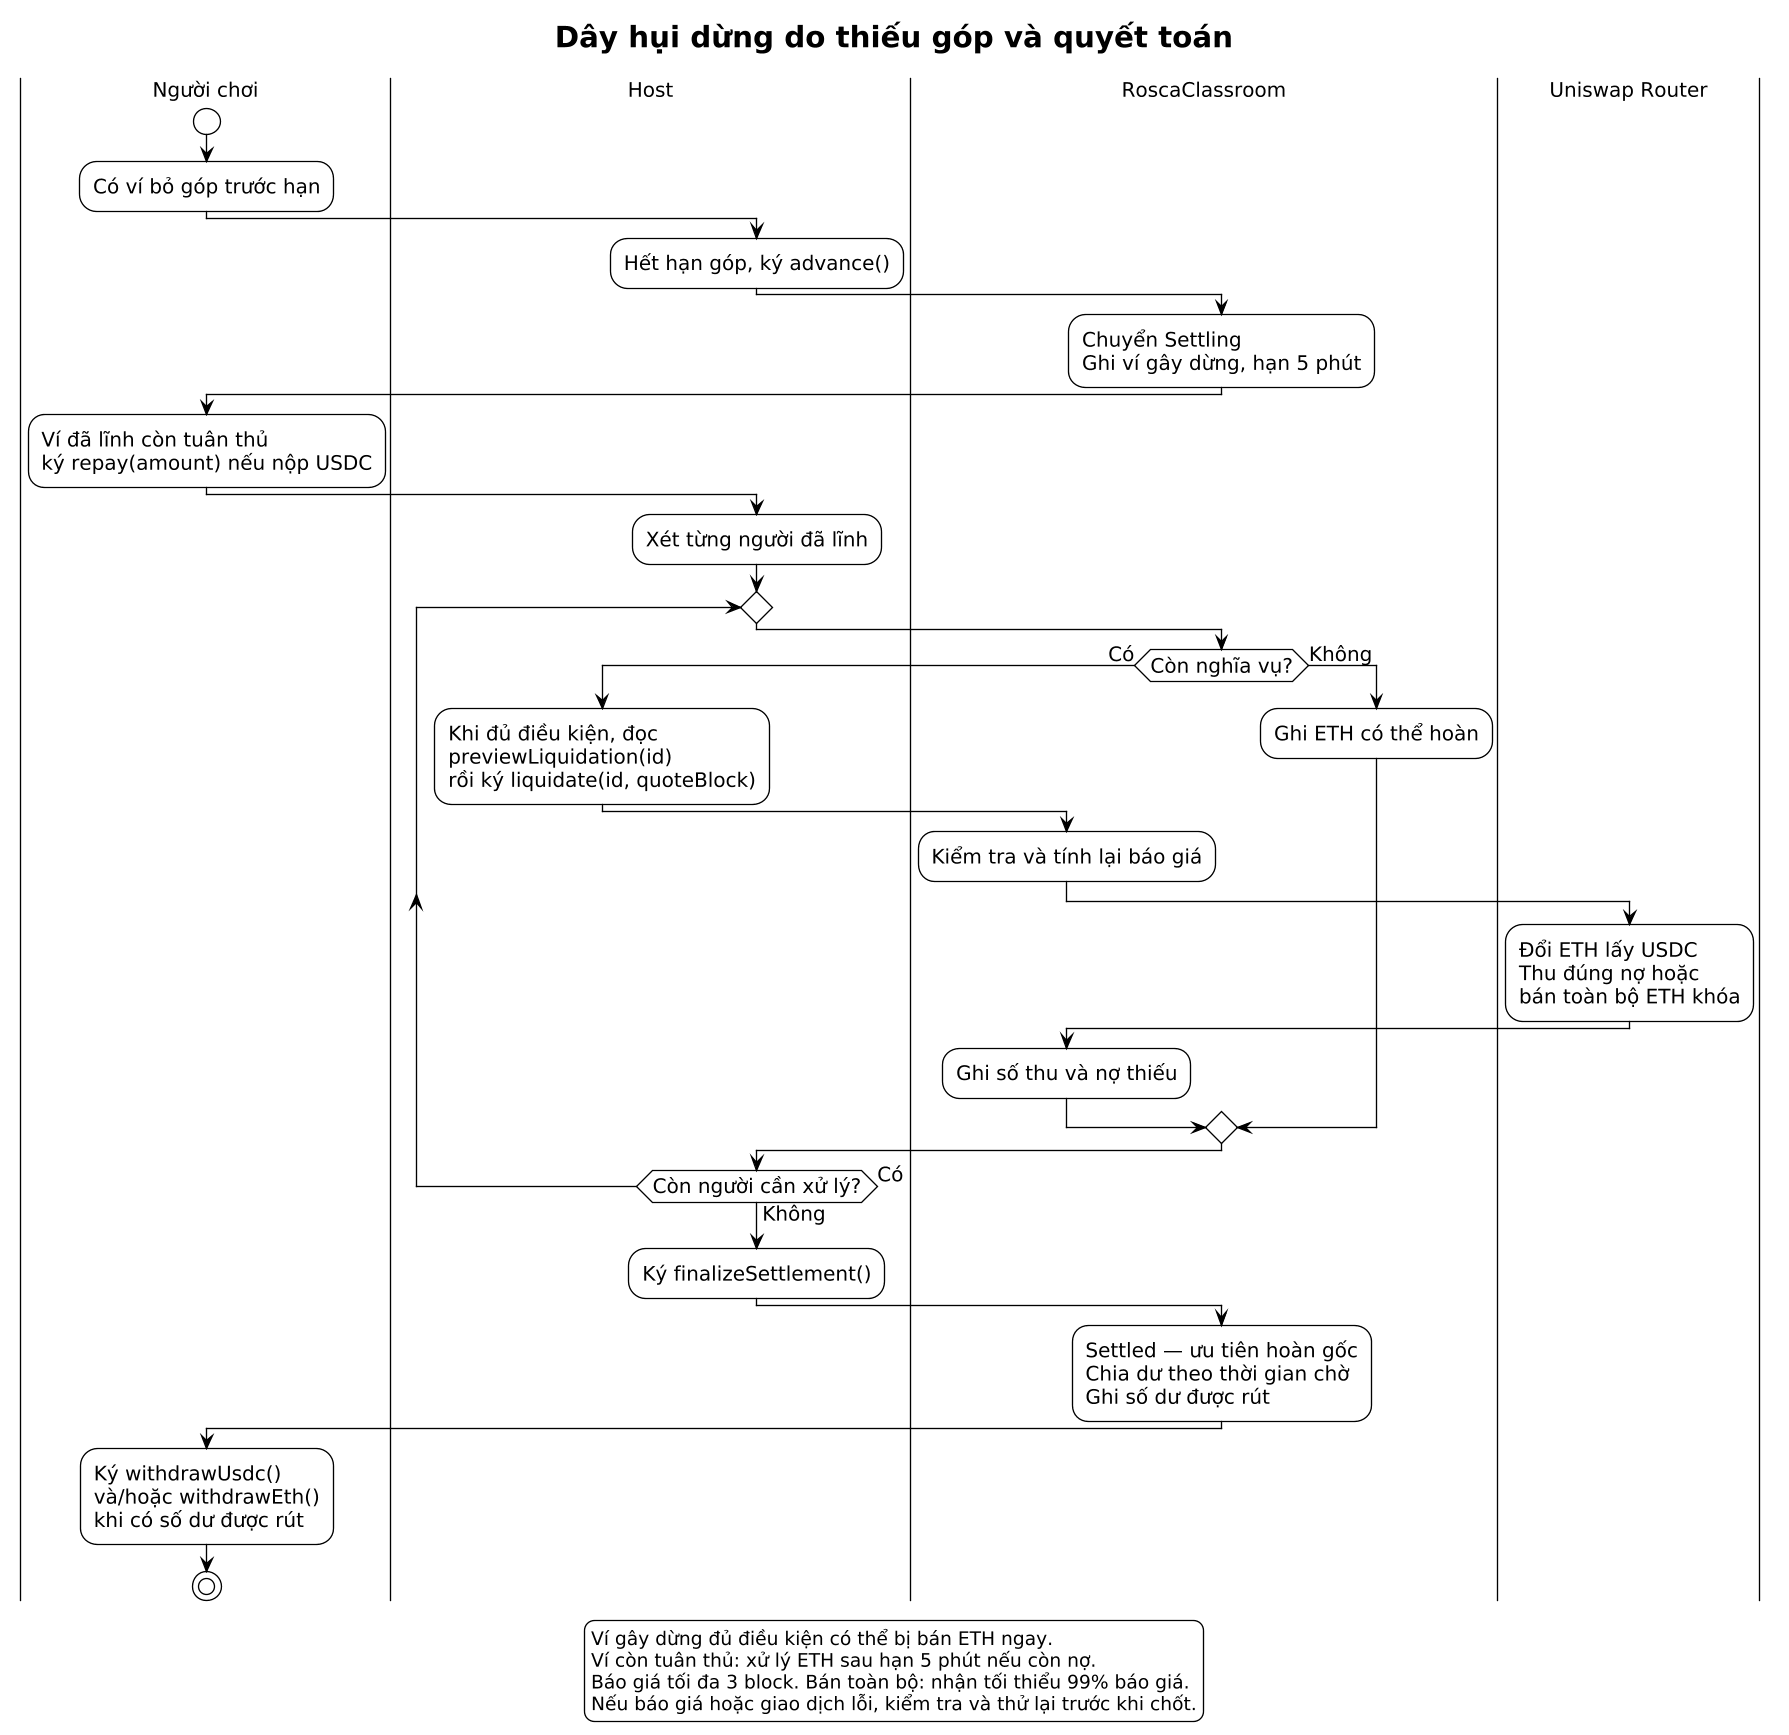 Dây hụi dừng do thiếu góp và quyết toán
Người chơi
Host
RoscaClassroom
Uniswap Router
Có ví bỏ góp trước hạn
Hết hạn góp, ký advance()
Chuyển Settling
Ghi ví gây dừng, hạn 5 phút
Ví đã lĩnh còn tuân thủ
ký repay(amount) nếu nộp USDC
Xét từng người đã lĩnh
Có
Còn nghĩa vụ?
Không
Khi đủ điều kiện, đọc
previewLiquidation(id)
rồi ký liquidate(id, quoteBlock)
Ghi ETH có thể hoàn
Kiểm tra và tính lại báo giá
Đổi ETH lấy USDC
Thu đúng nợ hoặc
bán toàn bộ ETH khóa
Ghi số thu và nợ thiếu
Còn người cần xử lý?
Có
Không
Ký finalizeSettlement()
Settled — ưu tiên hoàn gốc
Chia dư theo thời gian chờ
Ghi số dư được rút
Ký withdrawUsdc()
và/hoặc withdrawEth()
khi có số dư được rút
Ví gây dừng đủ điều kiện có thể bị bán ETH ngay.
Ví còn tuân thủ: xử lý ETH sau hạn 5 phút nếu còn nợ.
Báo giá tối đa 3 block. Bán toàn bộ: nhận tối thiểu 99% báo giá.
Nếu báo giá hoặc giao dịch lỗi, kiểm tra và thử lại trước khi chốt.